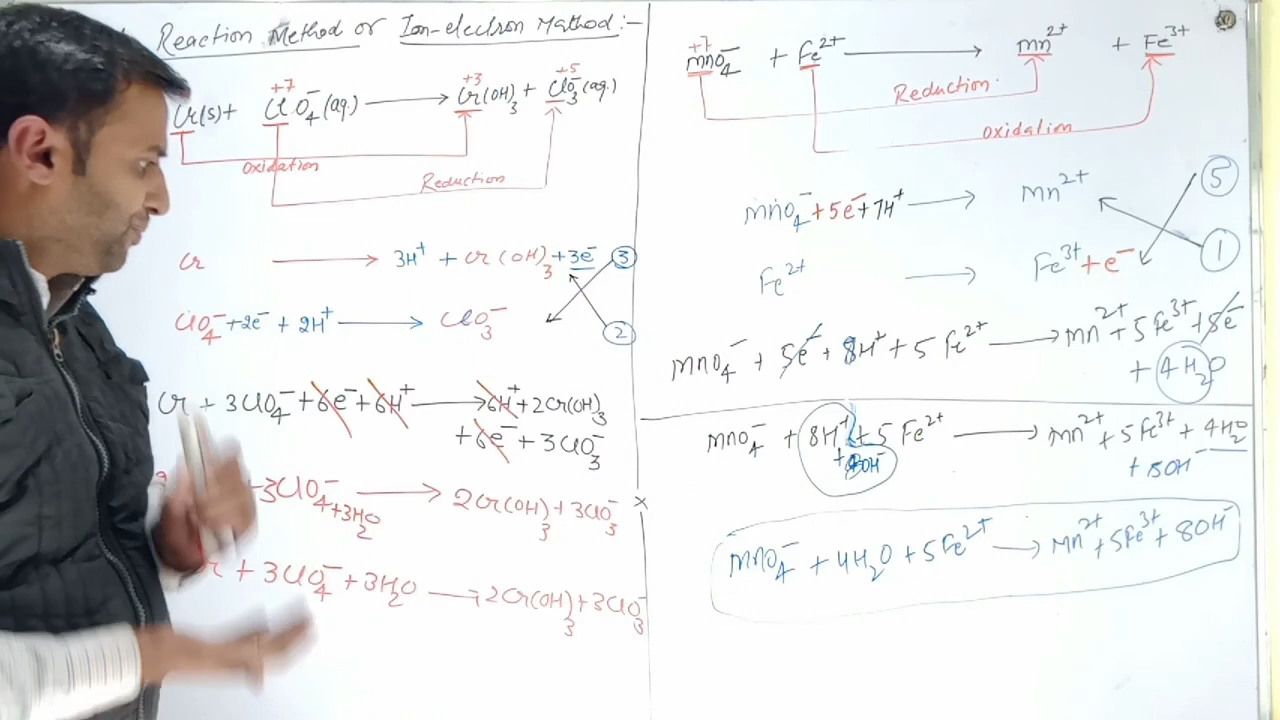 Reaction Method or Ion-electron Mathod:-
+7 +3 +5
Cr(s)+ ClO₄⁻(aq.) ⟶ Cr(OH)₃ + ClO₃⁻(aq.)
Oxidation
Reduction
Cr ⟶ 3H⁺ + Cr(OH)₃ +3e⁻ ③
ClO₄⁻ +2e⁻ + 2H⁺ ⟶ ClO₃⁻ ②
Cr + 3ClO₄⁻ + 6e⁻ + 6H⁺ ⟶ 6H⁺ + 2Cr(OH)₃
+ 6e⁻ + 3ClO₃⁻
+3ClO₄⁻ +3H₂O ⟶ 2Cr(OH)₃ + 3ClO₃⁻
r + 3ClO₄⁻ + 3H₂O ⟶ 2Cr(OH)₃ + 3ClO₃⁻
+7
mnO₄⁻ + Fe²⁺ ⟶ mn²⁺ + Fe³⁺
Reduction
Oxidation
mnO₄⁻ +5e⁻ +7H⁺ ⟶ Mn²⁺ ⑤
Fe²⁺ ⟶ Fe³⁺ +e⁻ ①
mnO₄⁻ + 5e⁻ + 8H⁺ + 5Fe²⁺ ⟶ Mn²⁺ + 5Fe³⁺ + 5e⁻
+ 4H₂O
mnO₄⁻ + 8H⁺ + 5Fe²⁺ ⟶ Mn²⁺ + 5Fe³⁺ + 4H₂O
+ 8OH⁻ + 8OH⁻
MnO₄⁻ + 4H₂O + 5Fe²⁺ ⟶ Mn²⁺ + 5Fe³⁺ + 8OH⁻